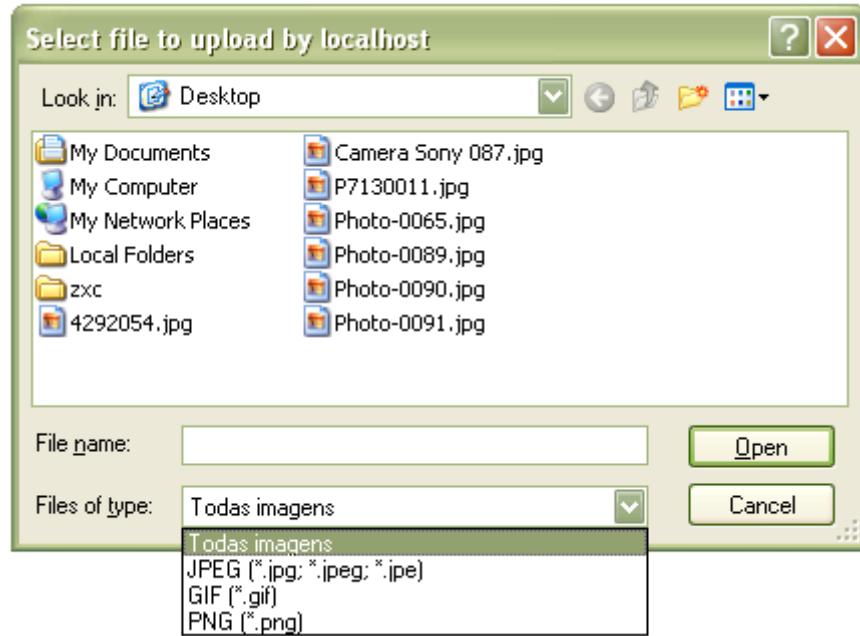 Select file to upload by localhost
Look in: Desktop
My Documents
My Computer
My Network Places
Local Folders
zxc
4292054.jpg
Camera Sony 087.jpg
P7130011.jpg
Photo-0065.jpg
Photo-0089.jpg
Photo-0090.jpg
Photo-0091.jpg
File name:
Open
Files of type: Todas imagens
Cancel
Todas imagens
JPEG (*.jpg; *.jpeg; *.jpe)
GIF (*.gif)
PNG (*.png)